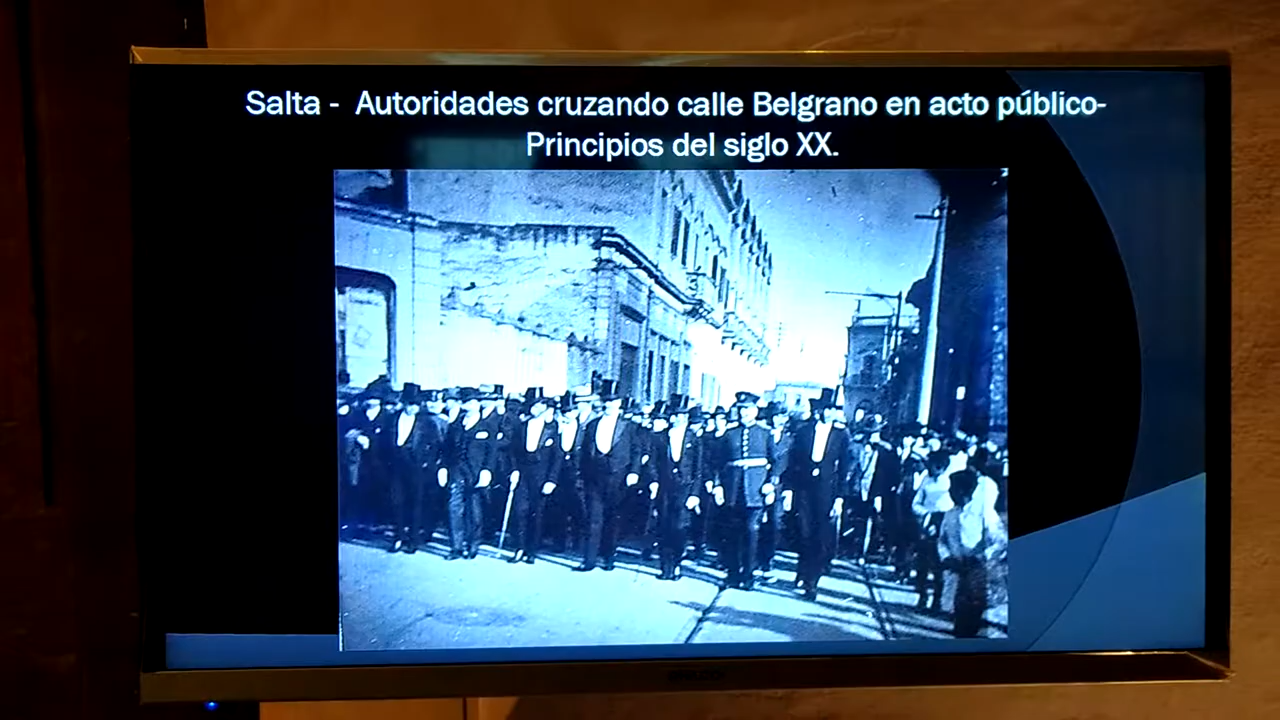 Salta - Autoridades cruzando calle Belgrano en acto público-
Principios del siglo XX.